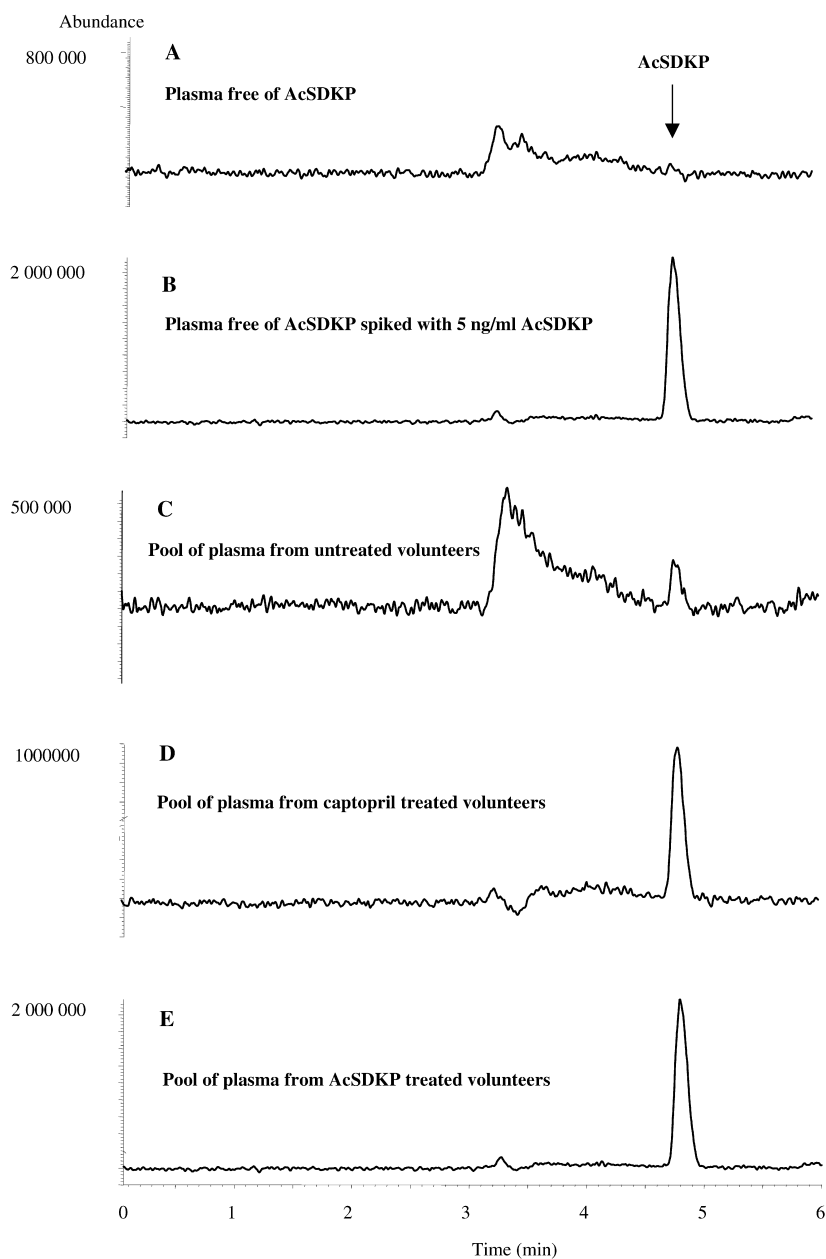 Abundance
800 000
A
AcSDKP
Plasma free of AcSDKP
2 000 000
B
Plasma free of AcSDKP spiked with 5 ng/ml AcSDKP
500 000
C
Pool of plasma from untreated volunteers
1000000
D
Pool of plasma from captopril treated volunteers
2 000 000
E
Pool of plasma from AcSDKP treated volunteers
0 1 2 3 4 5 6
Time (min)